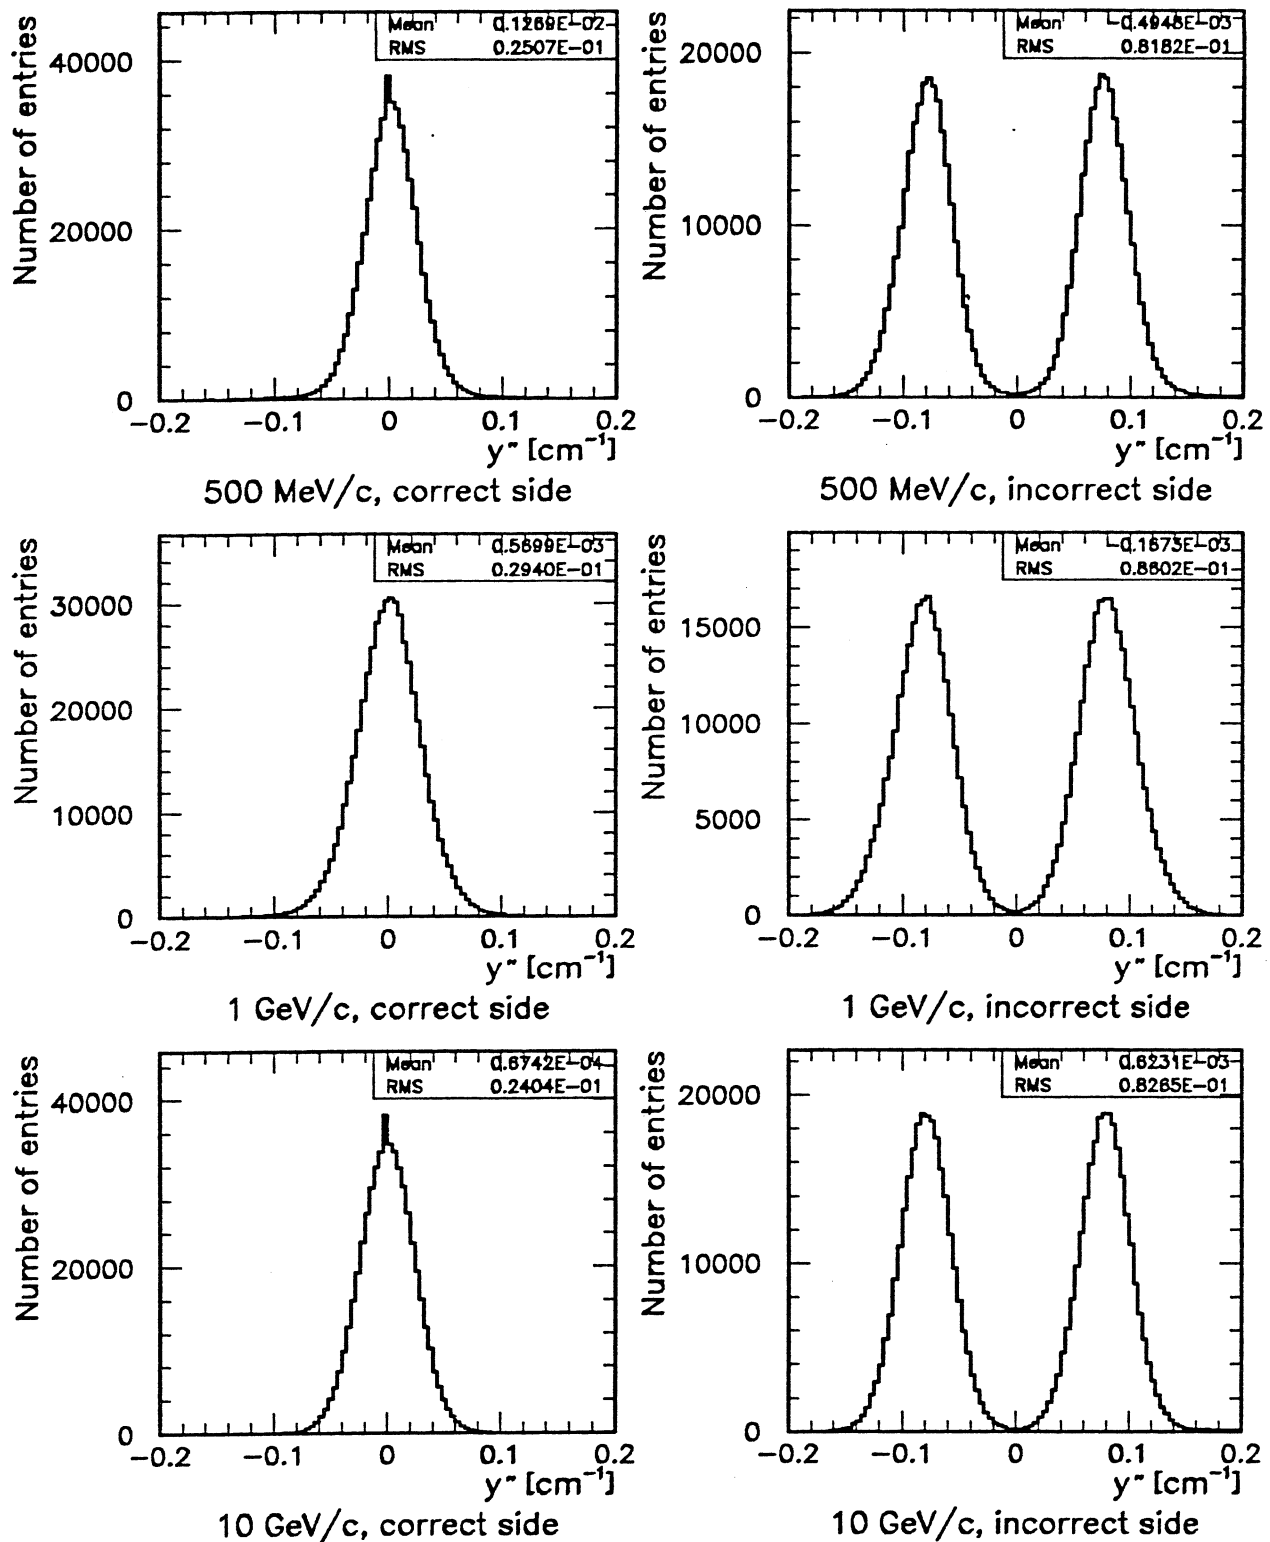 Mean 0.1269E-02
RMS 0.2507E-01
Number of entries
40000
20000
0
-0.2 -0.1 0 0.1 0.2
y" [cm-1]
500 MeV/c, correct side
Mean -0.4948E-03
RMS 0.8182E-01
Number of entries
20000
10000
0
-0.2 -0.1 0 0.1 0.2
y" [cm-1]
500 MeV/c, incorrect side
Mean 0.5699E-03
RMS 0.2940E-01
Number of entries
30000
20000
10000
0
-0.2 -0.1 0 0.1 0.2
y" [cm-1]
1 GeV/c, correct side
Mean -0.1673E-03
RMS 0.8602E-01
Number of entries
15000
10000
5000
0
-0.2 -0.1 0 0.1 0.2
y" [cm-1]
1 GeV/c, incorrect side
Mean 0.6742E-04
RMS 0.2404E-01
Number of entries
40000
20000
0
-0.2 -0.1 0 0.1 0.2
y" [cm-1]
10 GeV/c, correct side
Mean 0.6231E-03
RMS 0.8265E-01
Number of entries
20000
10000
0
-0.2 -0.1 0 0.1 0.2
y" [cm-1]
10 GeV/c, incorrect side